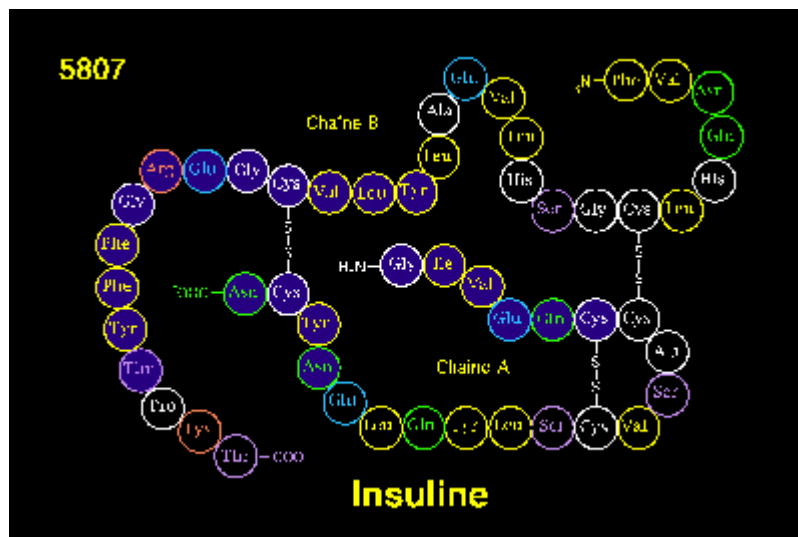 5807
Chaîne B
N-Phe Val Asn Gln His Leu Cys Gly Ser His Leu Val Glu Ala Leu Tyr Leu Val Cys Gly Glu Arg Gly Phe Phe Tyr Thr Pro Lys Thr -COO
S-S
S-S
H₂N-Gly Ile Val Glu Gln Cys Cys Ala Ser Val Cys Ser Leu Gln Leu Glu Asn Tyr Cys Asn
S-S
Chaine A
Insuline